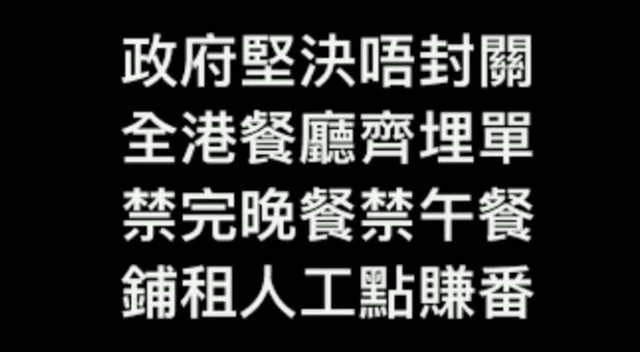 政府堅決唔封關
全港餐廳齊埋單
禁完晚餐禁午餐
鋪租人工點賺番